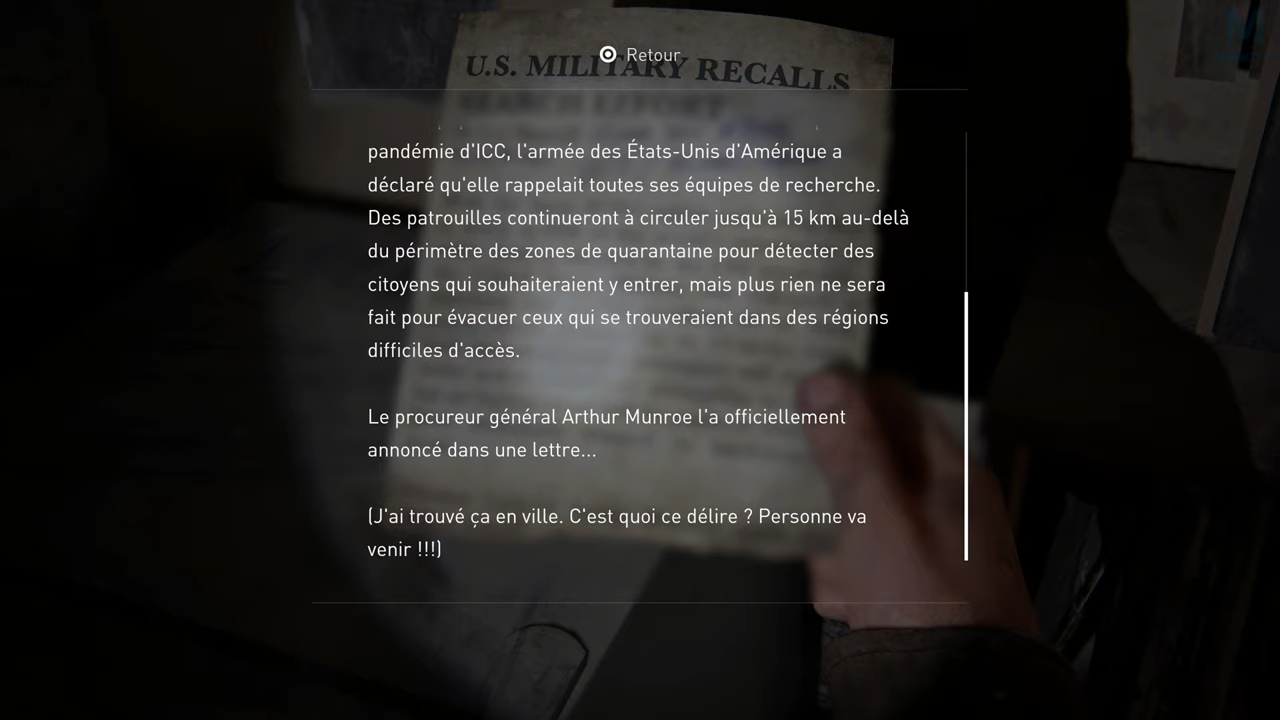 Retour
U.S. MILITARY RECALLS
SEARCH EFFORT
pandémie d'ICC, l'armée des États-Unis d'Amérique a
déclaré qu'elle rappelait toutes ses équipes de recherche.
Des patrouilles continueront à circuler jusqu'à 15 km au-delà
du périmètre des zones de quarantaine pour détecter des
citoyens qui souhaiteraient y entrer, mais plus rien ne sera
fait pour évacuer ceux qui se trouveraient dans des régions
difficiles d'accès.
Le procureur général Arthur Munroe l'a officiellement
annoncé dans une lettre...
(J'ai trouvé ça en ville. C'est quoi ce délire ? Personne va
venir !!!)